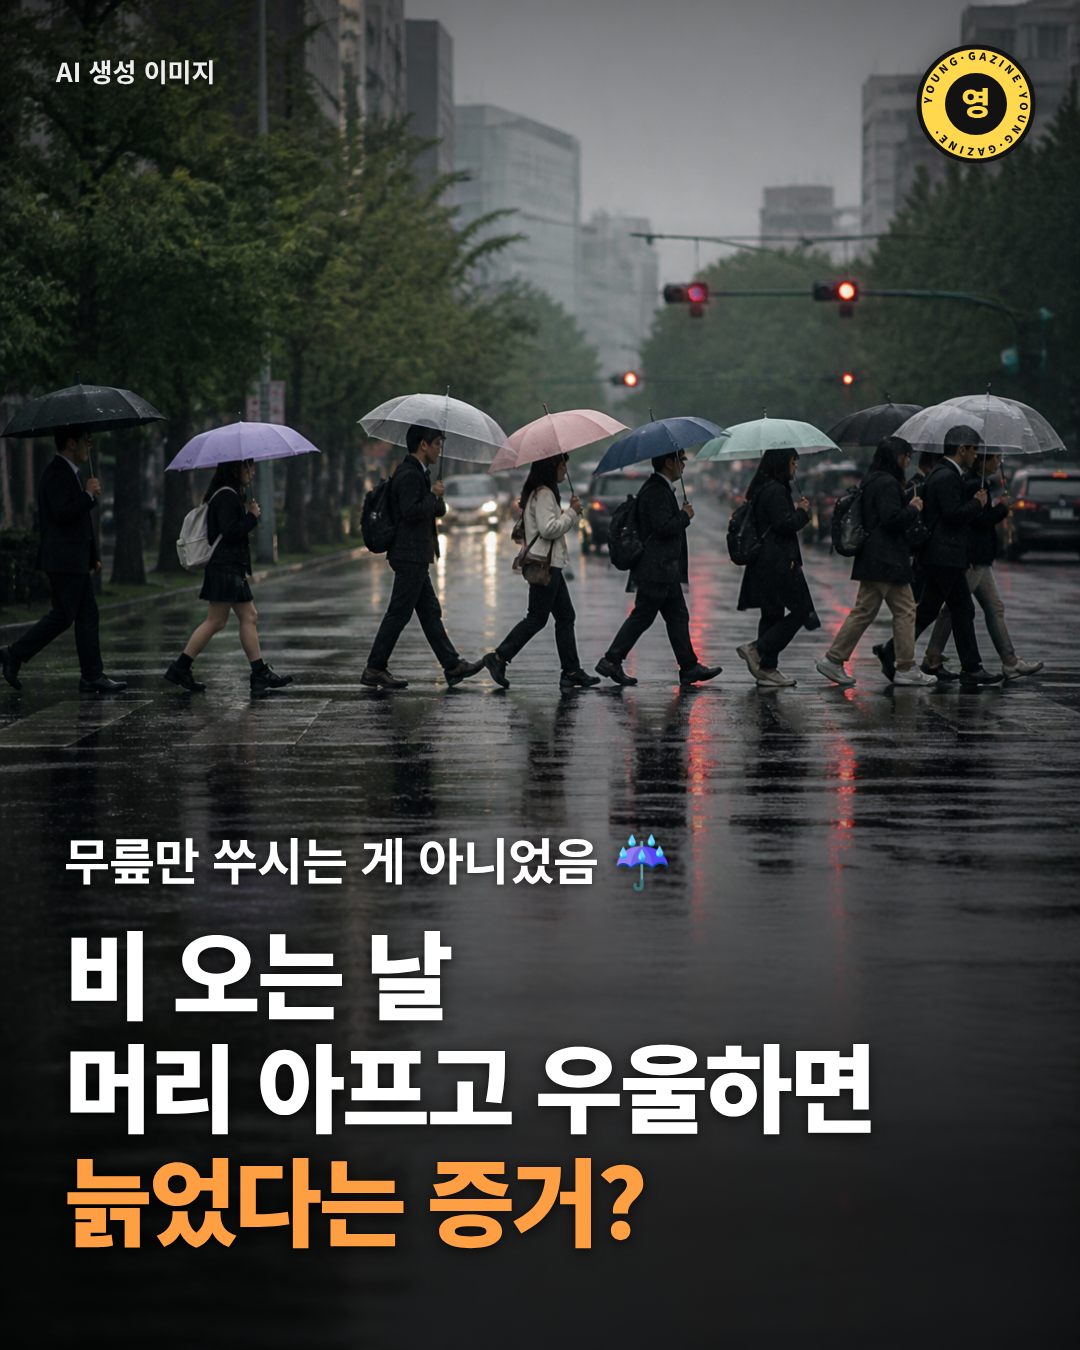 AI 생성 이미지
YOUNG·GAZINE·YOUNG·GAZINE·
영
무릎만 쑤시는 게 아니었음 ☔
비 오는 날
머리 아프고 우울하면
늙었다는 증거?